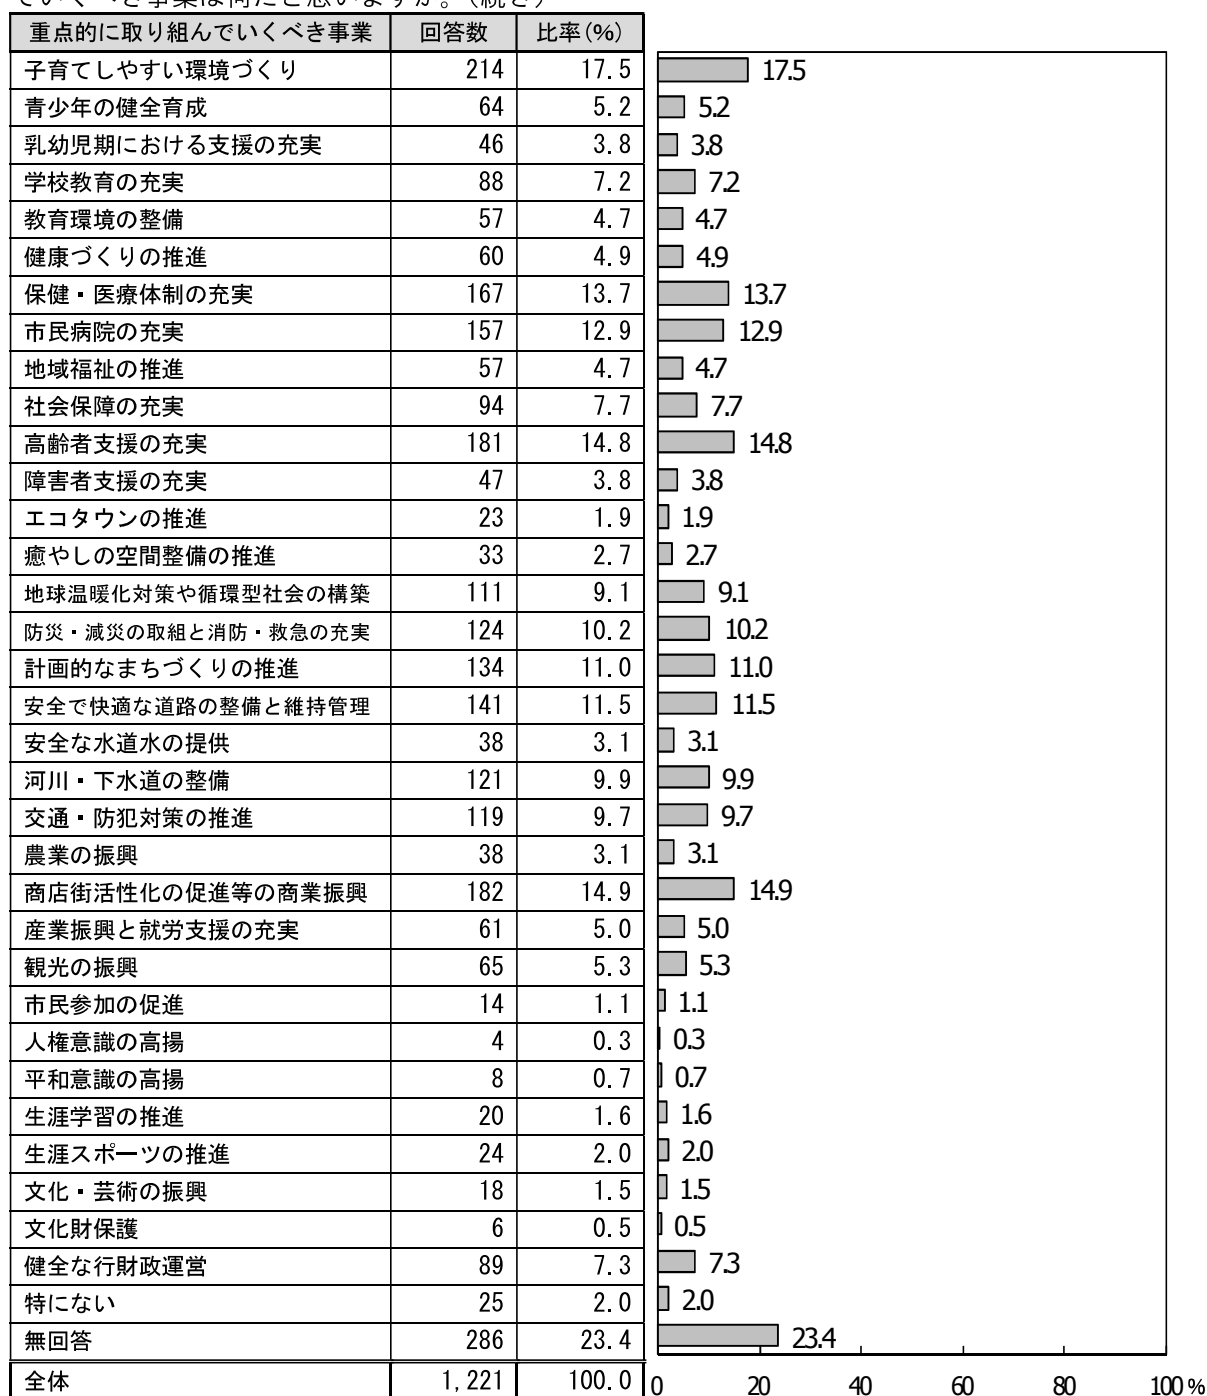 ていくべき事業は何だと思いますか。(続き)
重点的に取り組んでいくべき事業 回答数 比率(%)
子育てしやすい環境づくり 214 17.5 17.5
青少年の健全育成 64 5.2 5.2
乳幼児期における支援の充実 46 3.8 3.8
学校教育の充実 88 7.2 7.2
教育環境の整備 57 4.7 4.7
健康づくりの推進 60 4.9 4.9
保健・医療体制の充実 167 13.7 13.7
市民病院の充実 157 12.9 12.9
地域福祉の推進 57 4.7 4.7
社会保障の充実 94 7.7 7.7
高齢者支援の充実 181 14.8 14.8
障害者支援の充実 47 3.8 3.8
エコタウンの推進 23 1.9 1.9
癒やしの空間整備の推進 33 2.7 2.7
地球温暖化対策や循環型社会の構築 111 9.1 9.1
防災・減災の取組と消防・救急の充実 124 10.2 10.2
計画的なまちづくりの推進 134 11.0 11.0
安全で快適な道路の整備と維持管理 141 11.5 11.5
安全な水道水の提供 38 3.1 3.1
河川・下水道の整備 121 9.9 9.9
交通・防犯対策の推進 119 9.7 9.7
農業の振興 38 3.1 3.1
商店街活性化の促進等の商業振興 182 14.9 14.9
産業振興と就労支援の充実 61 5.0 5.0
観光の振興 65 5.3 5.3
市民参加の促進 14 1.1 1.1
人権意識の高揚 4 0.3 0.3
平和意識の高揚 8 0.7 0.7
生涯学習の推進 20 1.6 1.6
生涯スポーツの推進 24 2.0 2.0
文化・芸術の振興 18 1.5 1.5
文化財保護 6 0.5 0.5
健全な行財政運営 89 7.3 7.3
特にない 25 2.0 2.0
無回答 286 23.4 23.4
全体 1,221 100.0 0 20 40 60 80 100 %